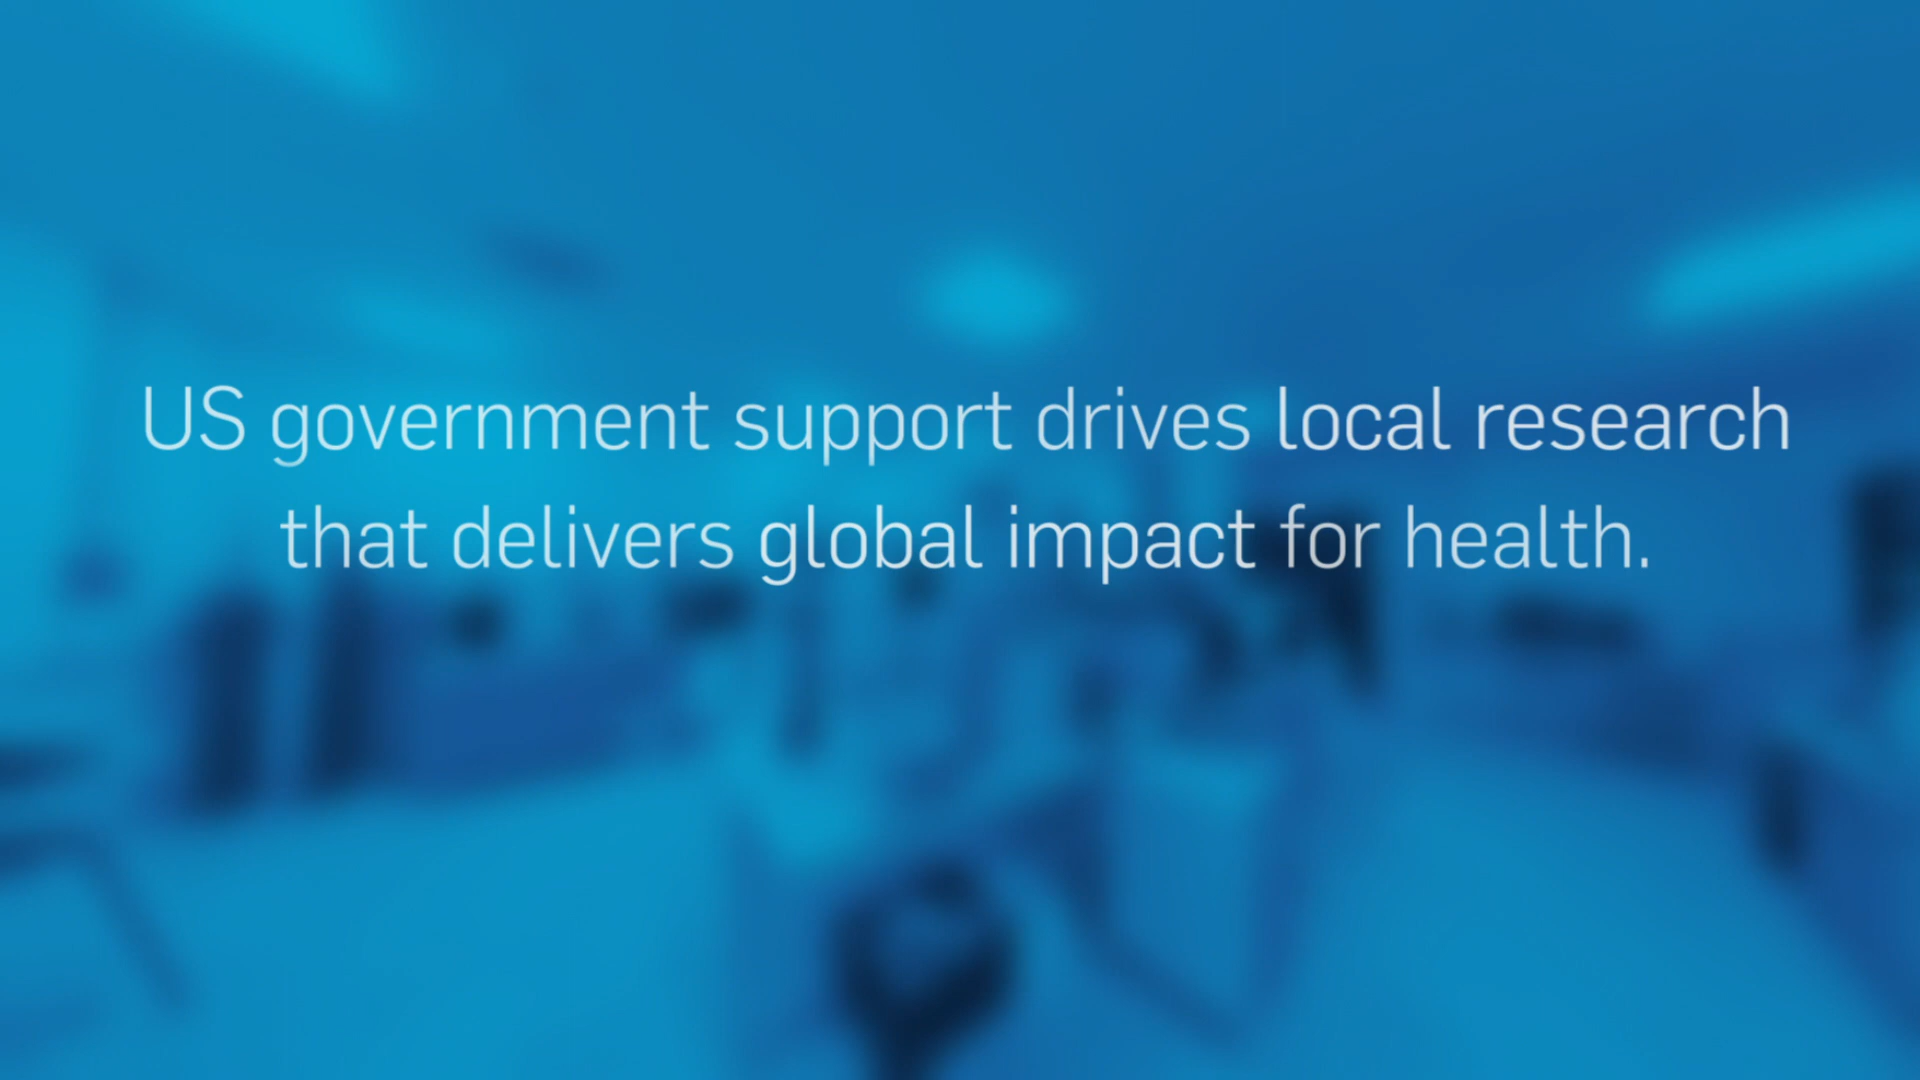 US government support drives local research
that delivers global impact for health.